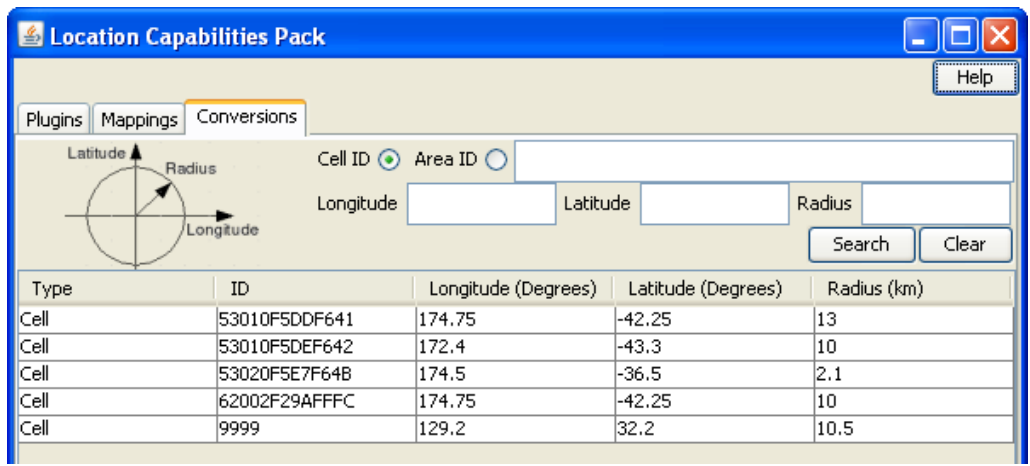 Location Capabilities Pack
Help
Plugins Mappings Conversions
Latitude
Radius
Longitude
Cell ID Area ID
Longitude Latitude Radius
Search Clear
Type ID Longitude (Degrees) Latitude (Degrees) Radius (km)
Cell 53010F5DDF641 174.75 -42.25 13
Cell 53010F5DEF642 172.4 -43.3 10
Cell 53020F5E7F64B 174.5 -36.5 2.1
Cell 62002F29AFFFC 174.75 -42.25 10
Cell 9999 129.2 32.2 10.5